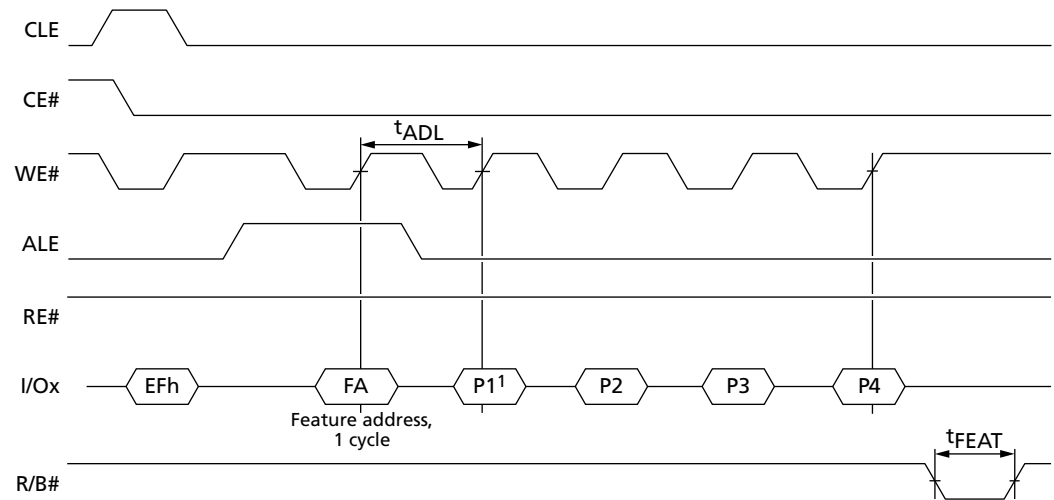 CLE
CE#
tADL
WE#
ALE
RE#
I/Ox EFh FA P1¹ P2 P3 P4
Feature address,
1 cycle
tFEAT
R/B#